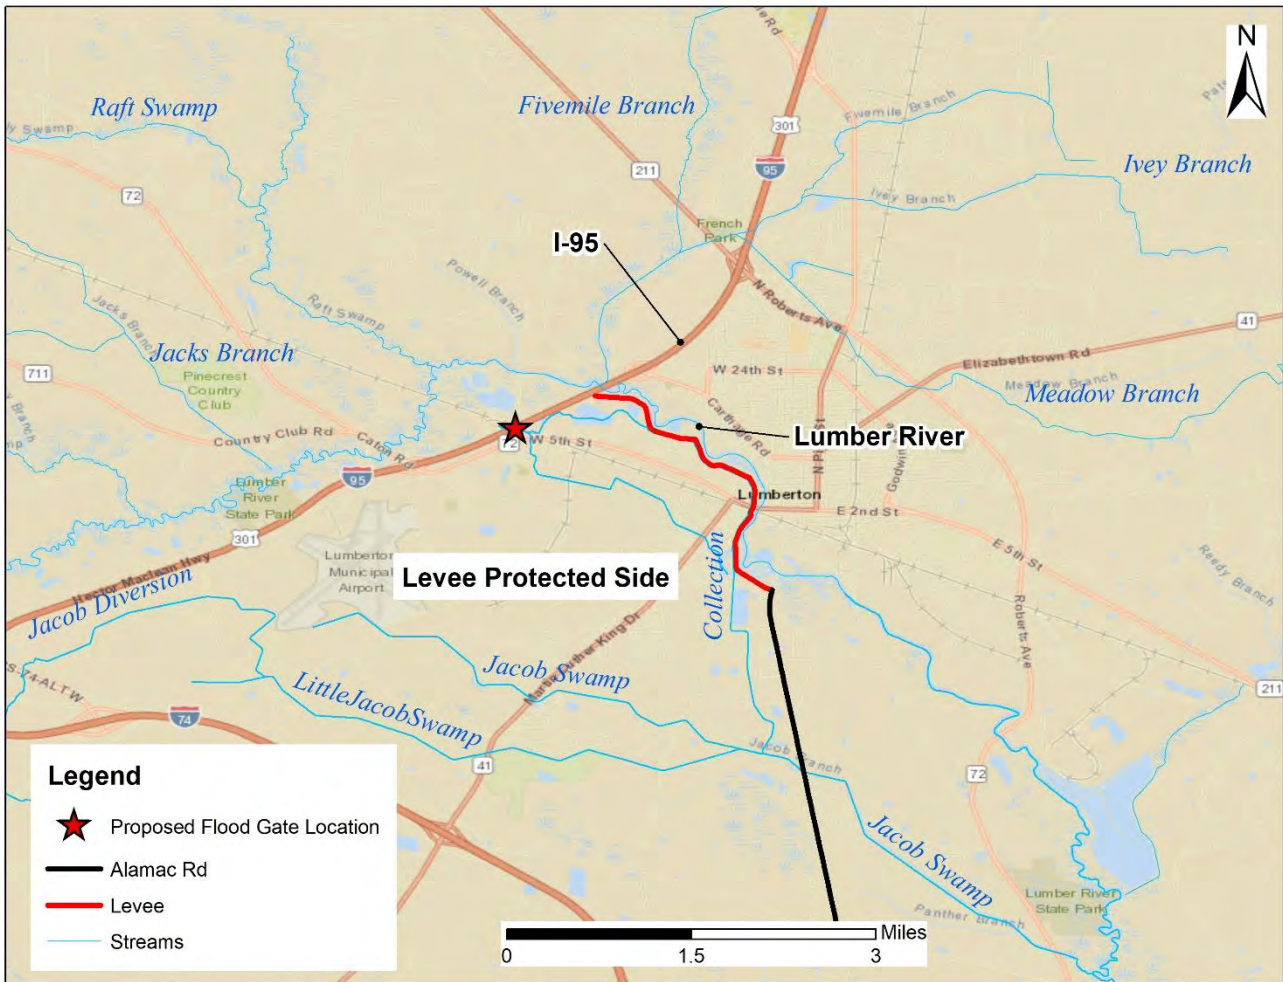 N
Raft Swamp
Fivemile Branch
301
Fivemile Branch
Ivey Branch
72
211
95
Ivey Branch
French
Park
I-95
Powell Branch
N Roberts Ave
Jacks Branch
Raft Swamp
41
Elizabethtown Rd
Jacks Branch
711
Pinecrest
Country
Club
W 24th St
Meadow Branch
Meadow Branch
Carthage Rd
Country Club Rd
Caton Rd
72
W 5th St
Lumber River
Godwin
95
Lumber
River
State Park
Lumberton
301
E 2nd St
E 5th St
Hector Maclean Hwy
Lumberton
Municipal
Airport
Levee Protected Side
Collection
Reedy Branch
Jacob Diversion
Roberts Ave
Martin Luther King Dr
Jacob Swamp
LittleJacobSwamp
211
74
41
Jacob Branch
72
Legend
Proposed Flood Gate Location
Alamac Rd
Levee
Streams
Jacob Swamp
Lumber River
State Park
Panther Branch
Miles
0
1.5
3